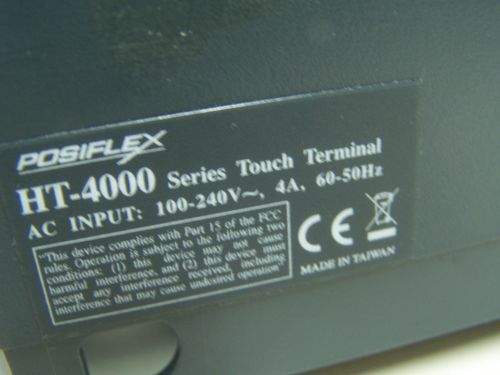 POSIFLEX
HT-4000 Series Touch Terminal
AC INPUT: 100-240V~, 4A, 60-50Hz
"This device complies with Part 15 of the FCC
rules. Operation is subject to the following two
conditions: (1) this device may not cause
harmful interference, and (2) this device must
accept any interference received, including
interference that may cause undesired operation"
CE
MADE IN TAIWAN